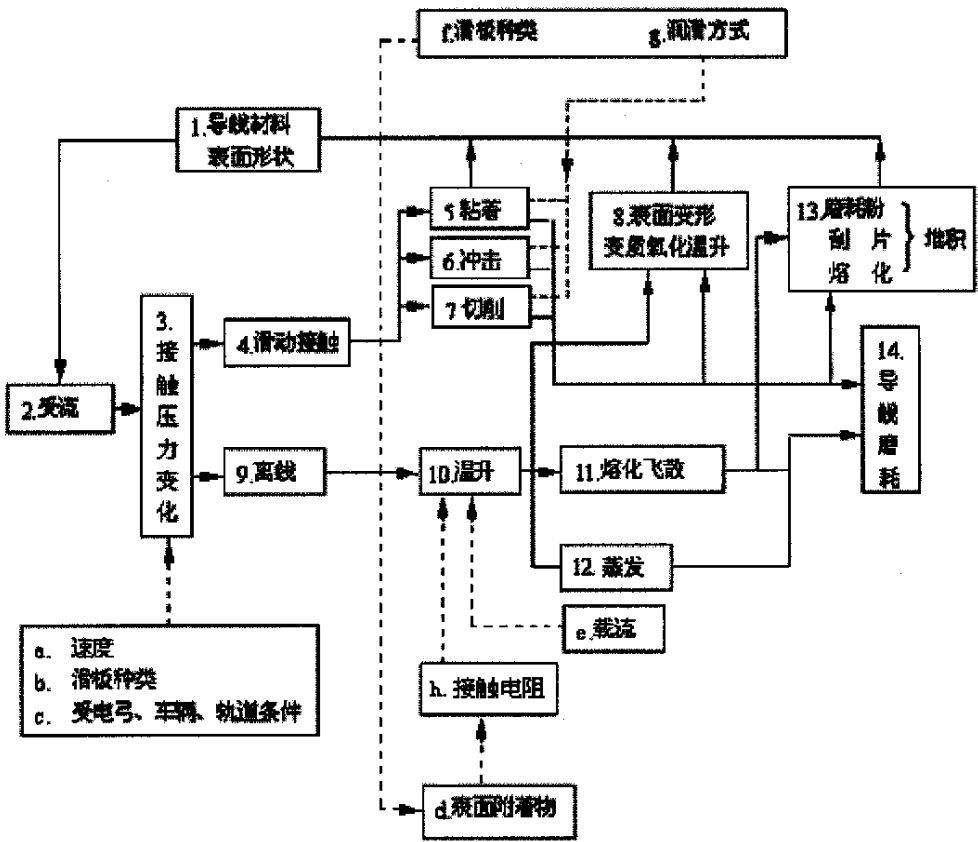 f.滑板种类 g.润滑方式
1.导线材料
表面形状
5.粘着
6.冲击
7.切削
8.表面变形
变质氧化温升
13.磨耗粉
刮 片 } 堆积
熔 化
3.
接
触
压
力
变
化
4.滑动接触
2.受流
14.
导
线
磨
耗
9.离线
10.温升
11.熔化飞散
12.蒸发
e.载流
a. 速度
b. 滑板种类
c. 受电弓、车辆、轨道条件
h.接触电阻
d.表面附着物